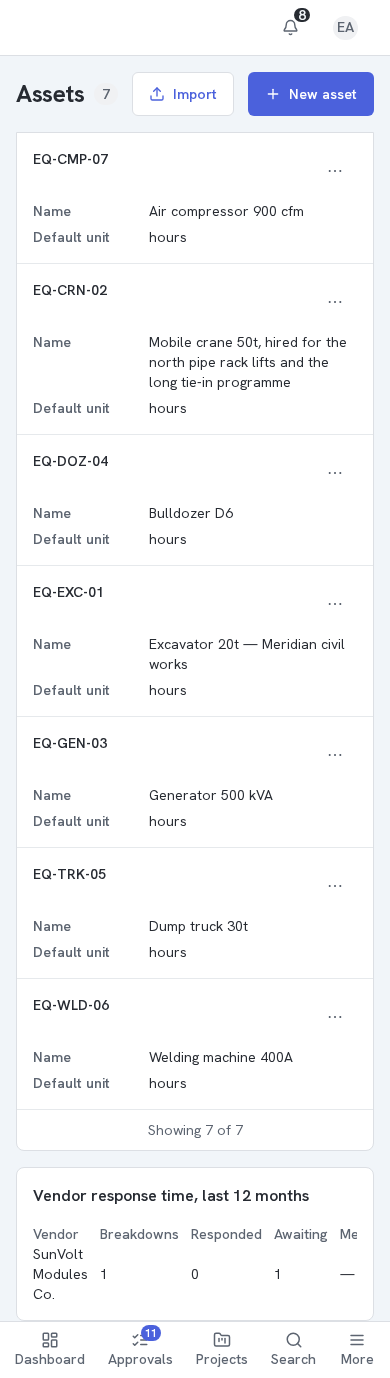 8
EA
Assets 7 Import + New asset
EQ-CMP-07
...
Name Air compressor 900 cfm
Default unit hours
EQ-CRN-02
...
Name Mobile crane 50t, hired for the
north pipe rack lifts and the
long tie-in programme
Default unit hours
EQ-DOZ-04
...
Name Bulldozer D6
Default unit hours
EQ-EXC-01
...
Name Excavator 20t — Meridian civil
works
Default unit hours
EQ-GEN-03
...
Name Generator 500 kVA
Default unit hours
EQ-TRK-05
...
Name Dump truck 30t
Default unit hours
EQ-WLD-06
...
Name Welding machine 400A
Default unit hours
Showing 7 of 7
Vendor response time, last 12 months
Vendor Breakdowns Responded Awaiting Me
SunVolt
Modules 1 0 1 —
Co.
11
Dashboard Approvals Projects Search More